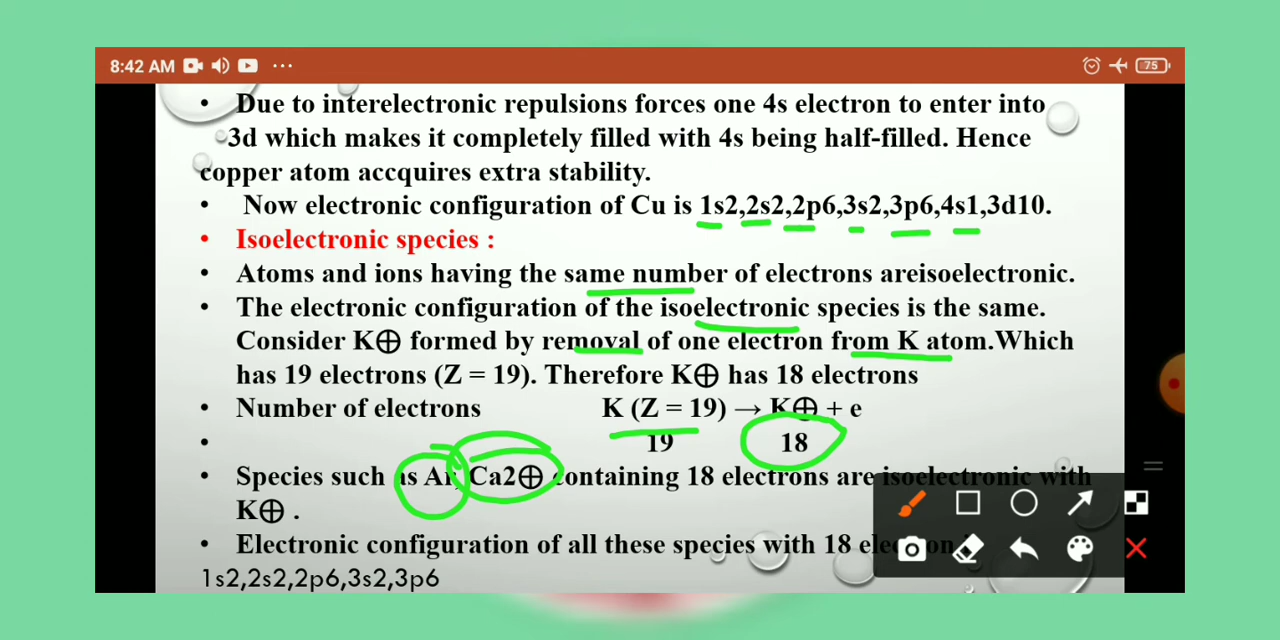 8:42 AM ... 75
• Due to interelectronic repulsions forces one 4s electron to enter into
3d which makes it completely filled with 4s being half-filled. Hence
copper atom accquires extra stability.
• Now electronic configuration of Cu is 1s2,2s2,2p6,3s2,3p6,4s1,3d10.
• Isoelectronic species :
• Atoms and ions having the same number of electrons areisoelectronic.
• The electronic configuration of the isoelectronic species is the same.
Consider K⊕ formed by removal of one electron from K atom.Which
has 19 electrons (Z = 19). Therefore K⊕ has 18 electrons
• Number of electrons K (Z = 19) → K⊕ + e
• 19 18
• Species such as Ar, Ca2⊕ containing 18 electrons are isoelectronic with
K⊕ .
• Electronic configuration of all these species with 18 electron
1s2,2s2,2p6,3s2,3p6